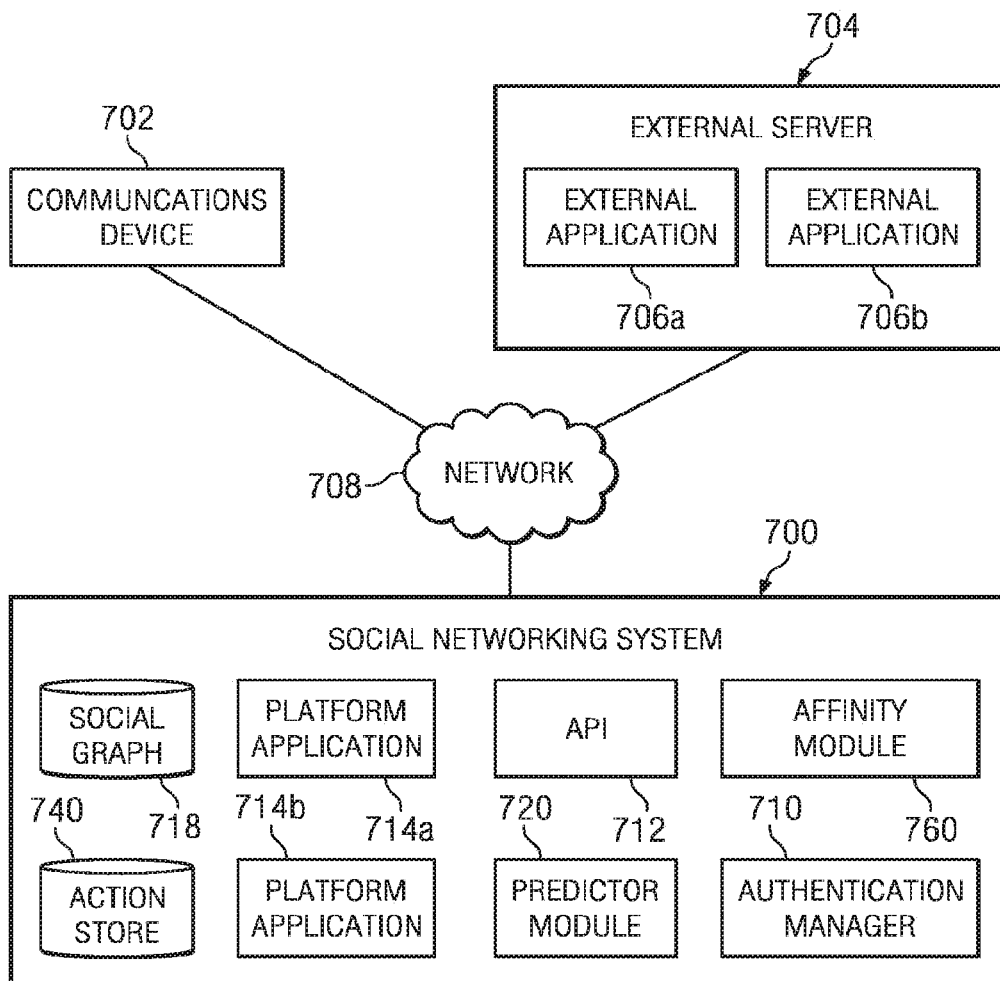 704
702
EXTERNAL SERVER
COMMUNCATIONS
DEVICE
EXTERNAL
APPLICATION
EXTERNAL
APPLICATION
706a
706b
NETWORK
708
700
SOCIAL NETWORKING SYSTEM
SOCIAL
GRAPH
PLATFORM
APPLICATION
API
AFFINITY
MODULE
740
718
714b
714a
720
712
710
760
ACTION
STORE
PLATFORM
APPLICATION
PREDICTOR
MODULE
AUTHENTICATION
MANAGER